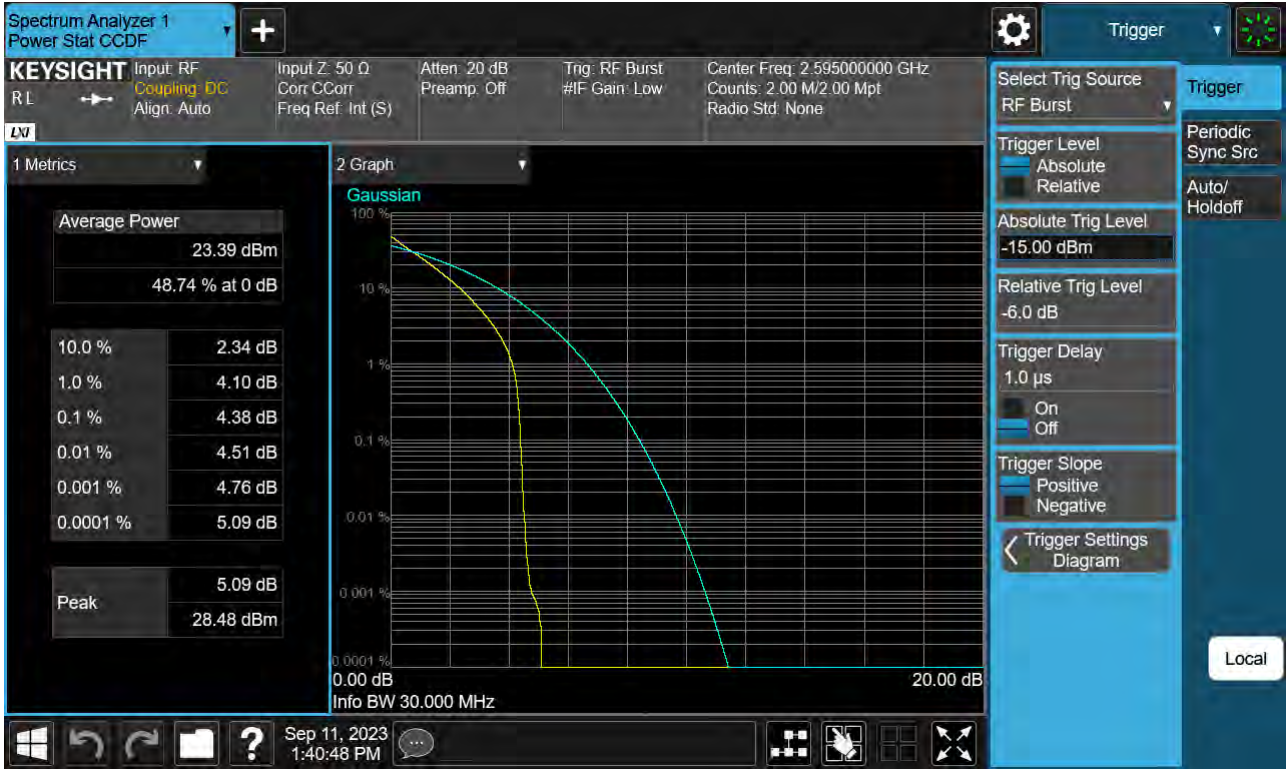 Spectrum Analyzer 1
Power Stat CCDF
+
Trigger
KEYSIGHT
R L
LXI
Input: RF
Coupling: DC
Align: Auto
Input Z: 50 Ω
Corr CCorr
Freq Ref: Int (S)
Atten: 20 dB
Preamp: Off
Trig: RF Burst
#IF Gain: Low
Center Freq: 2.595000000 GHz
Counts: 2.00 M/2.00 Mpt
Radio Std: None
1 Metrics
Average Power
23.39 dBm
48.74 % at 0 dB
10.0 % 2.34 dB
1.0 % 4.10 dB
0.1 % 4.38 dB
0.01 % 4.51 dB
0.001 % 4.76 dB
0.0001 % 5.09 dB
Peak
5.09 dB
28.48 dBm
2 Graph
Gaussian
100 %
10 %
1 %
0.1 %
0.01 %
0.001 %
0.0001 %
0.00 dB 20.00 dB
Info BW 30.000 MHz
Select Trig Source
RF Burst
Trigger Level
Absolute
Relative
Absolute Trig Level
-15.00 dBm
Relative Trig Level
-6.0 dB
Trigger Delay
1.0 µs
On
Off
Trigger Slope
Positive
Negative
Trigger Settings
Diagram
Trigger
Periodic
Sync Src
Auto/
Holdoff
Local
?
Sep 11, 2023
1:40:48 PM